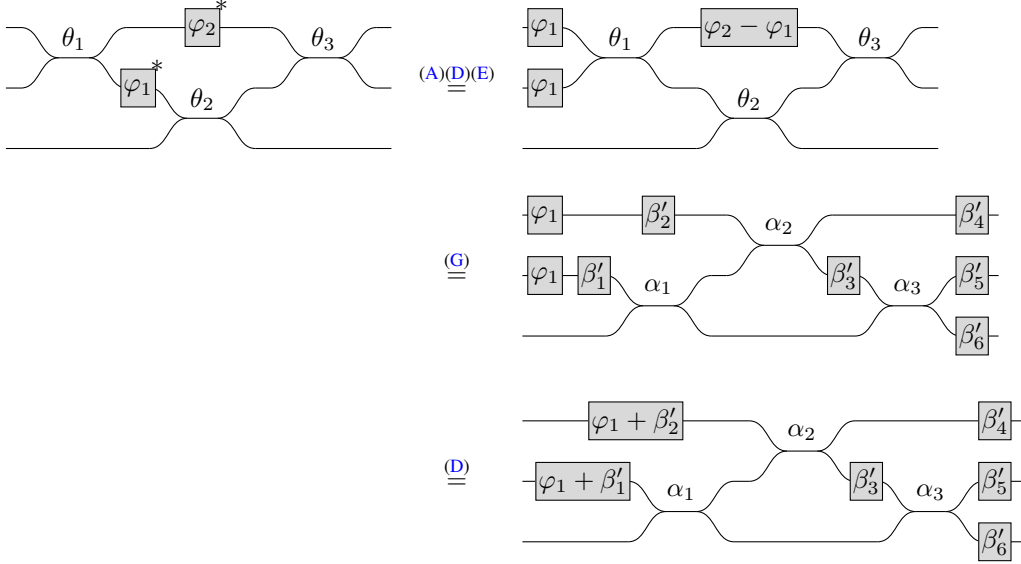 θ₁ φ₂* θ₃
φ₁* θ₂
(A)(D)(E)
=
φ₁ θ₁ φ₂ − φ₁ θ₃
φ₁ θ₂
(G)
=
φ₁ β′₂ α₂ β′₄
φ₁ β′₁ α₁ β′₃ α₃ β′₅
β′₆
(D)
=
φ₁ + β′₂ α₂ β′₄
φ₁ + β′₁ α₁ β′₃ α₃ β′₅
β′₆